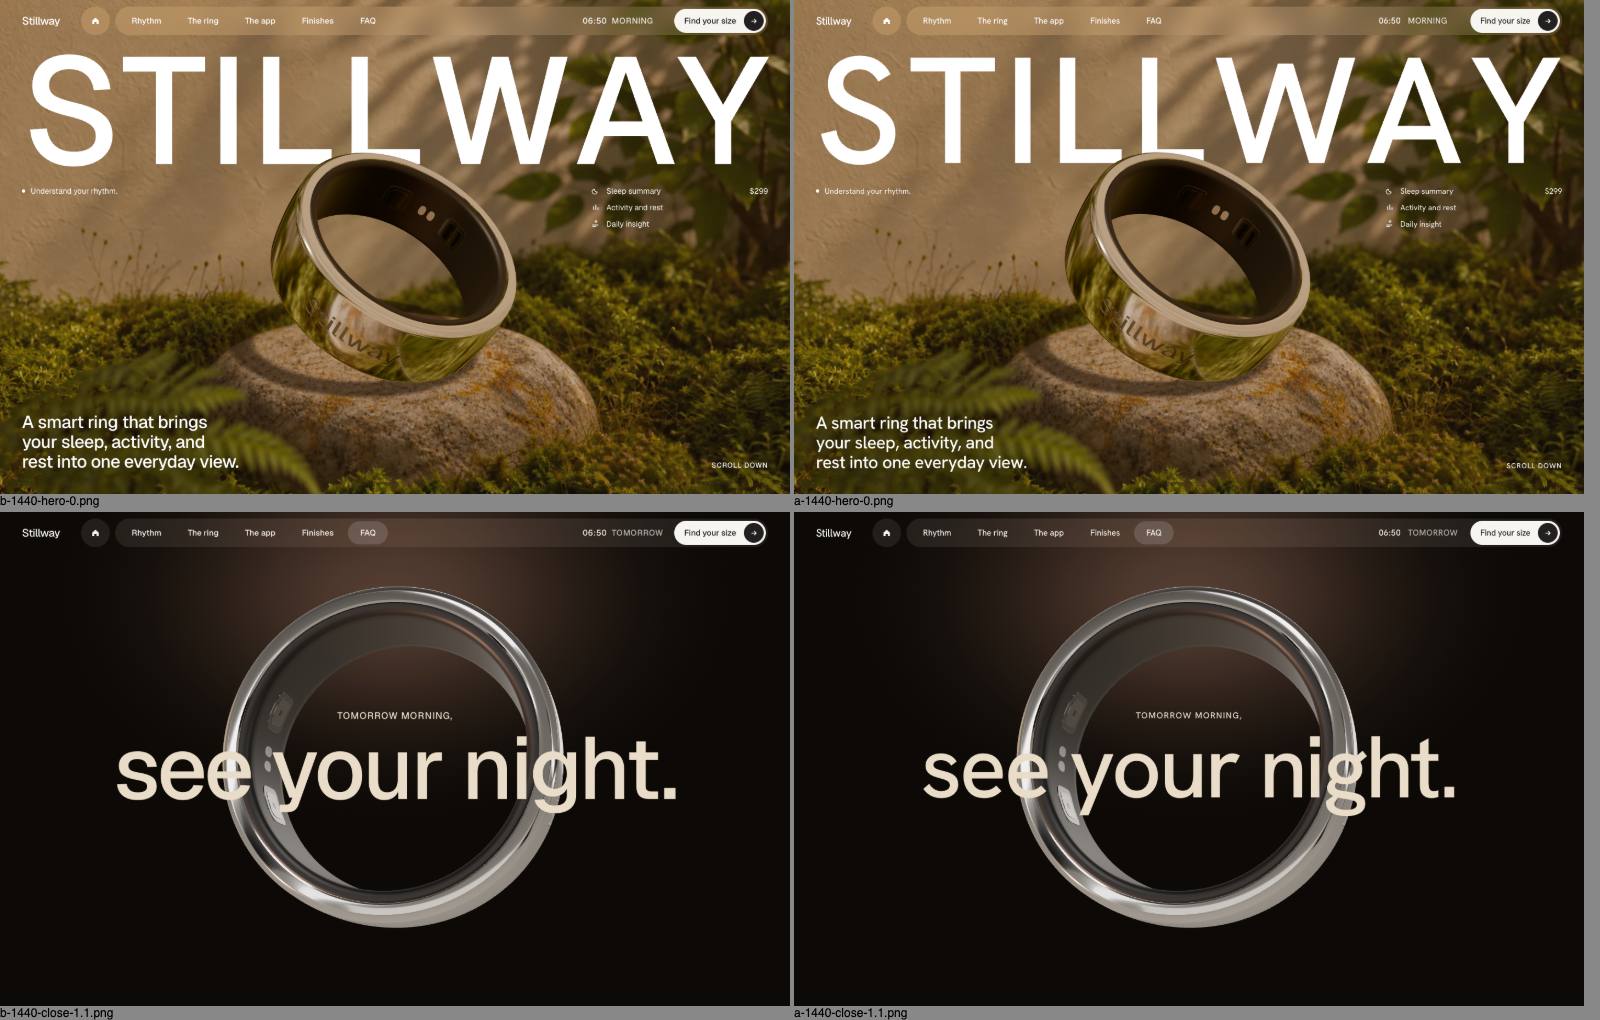 Stillway Rhythm The ring The app Finishes FAQ 06:50 MORNING Find your size
STILLWAY
Understand your rhythm.
Sleep summary $299
Activity and rest
Daily insight
Stillway
A smart ring that brings
your sleep, activity, and
rest into one everyday view.
SCROLL DOWN
b-1440-hero-0.png
Stillway Rhythm The ring The app Finishes FAQ 06:50 MORNING Find your size
STILLWAY
Understand your rhythm.
Sleep summary $299
Activity and rest
Daily insight
Stillway
A smart ring that brings
your sleep, activity, and
rest into one everyday view.
SCROLL DOWN
a-1440-hero-0.png
Stillway Rhythm The ring The app Finishes FAQ 06:50 TOMORROW Find your size
TOMORROW MORNING,
see your night.
b-1440-close-1.1.png
Stillway Rhythm The ring The app Finishes FAQ 06:50 TOMORROW Find your size
TOMORROW MORNING,
see your night.
a-1440-close-1.1.png